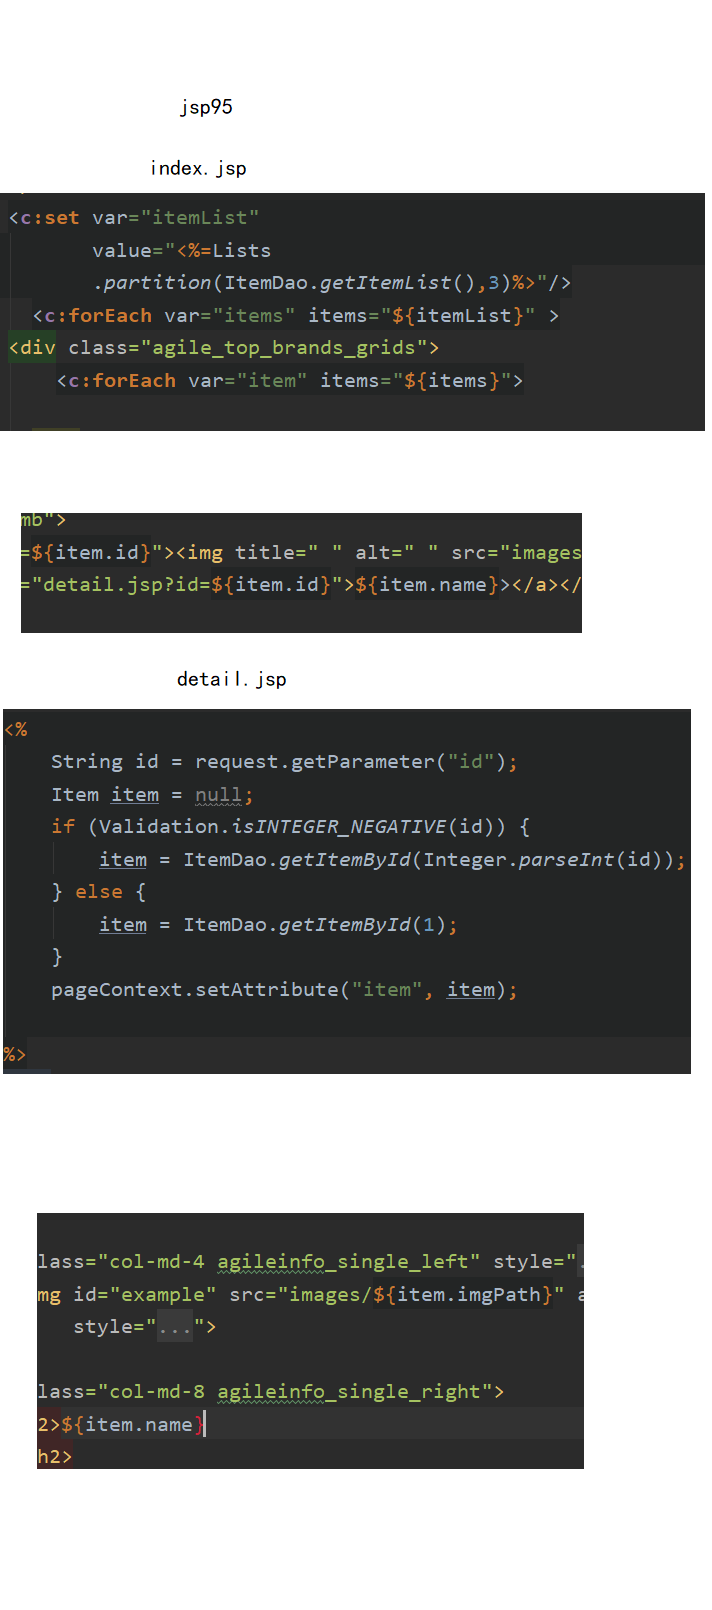 jsp95
index.jsp
<c:set var="itemList"
value="<%=Lists
.partition(ItemDao.getItemList(),3)%>"/>
<c:forEach var="items" items="${itemList}" >
<div class="agile_top_brands_grids">
<c:forEach var="item" items="${items}">
mb">
=${item.id}"><img title=" " alt=" " src="images
="detail.jsp?id=${item.id}">${item.name}></a></
detail.jsp
<%
String id = request.getParameter("id");
Item item = null;
if (Validation.isINTEGER_NEGATIVE(id)) {
item = ItemDao.getItemById(Integer.parseInt(id));
} else {
item = ItemDao.getItemById(1);
}
pageContext.setAttribute("item", item);
%>
lass="col-md-4 agileinfo_single_left" style=".
mg id="example" src="images/${item.imgPath}" a
style="...">
lass="col-md-8 agileinfo_single_right">
2>${item.name}
h2>